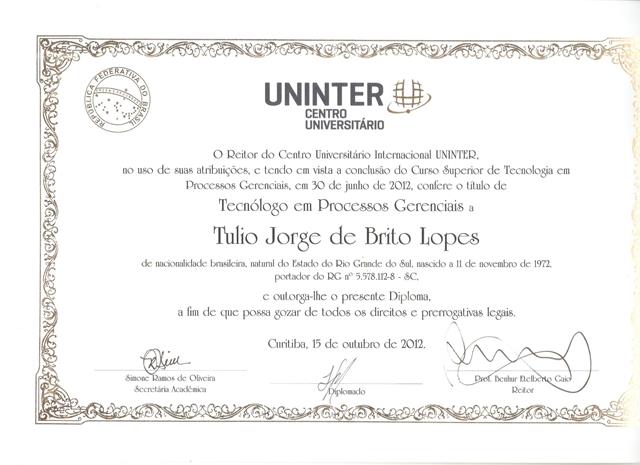 REPÚBLICA FEDERATIVA DO BRASIL
UNINTER
CENTRO
UNIVERSITÁRIO
O Reitor do Centro Universitário Internacional UNINTER,
no uso de suas atribuições, e tendo em vista a conclusão do Curso Superior de Tecnologia em
Processos Gerenciais, em 30 de junho de 2012, confere o título de
Tecnólogo em Processos Gerenciais a
Tulio Jorge de Brito Lopes
de nacionalidade brasileira, natural do Estado do Rio Grande do Sul, nascido a 11 de novembro de 1972,
portador do RG nº 5.578.112-8 - SC,
e outorga-lhe o presente Diploma,
a fim de que possa gozar de todos os direitos e prerrogativas legais.
Curitiba, 15 de outubro de 2012.
Simone Ramos de Oliveira
Secretária Acadêmica
Diplomado
Prof. Benhur Etelberto Gaio
Reitor